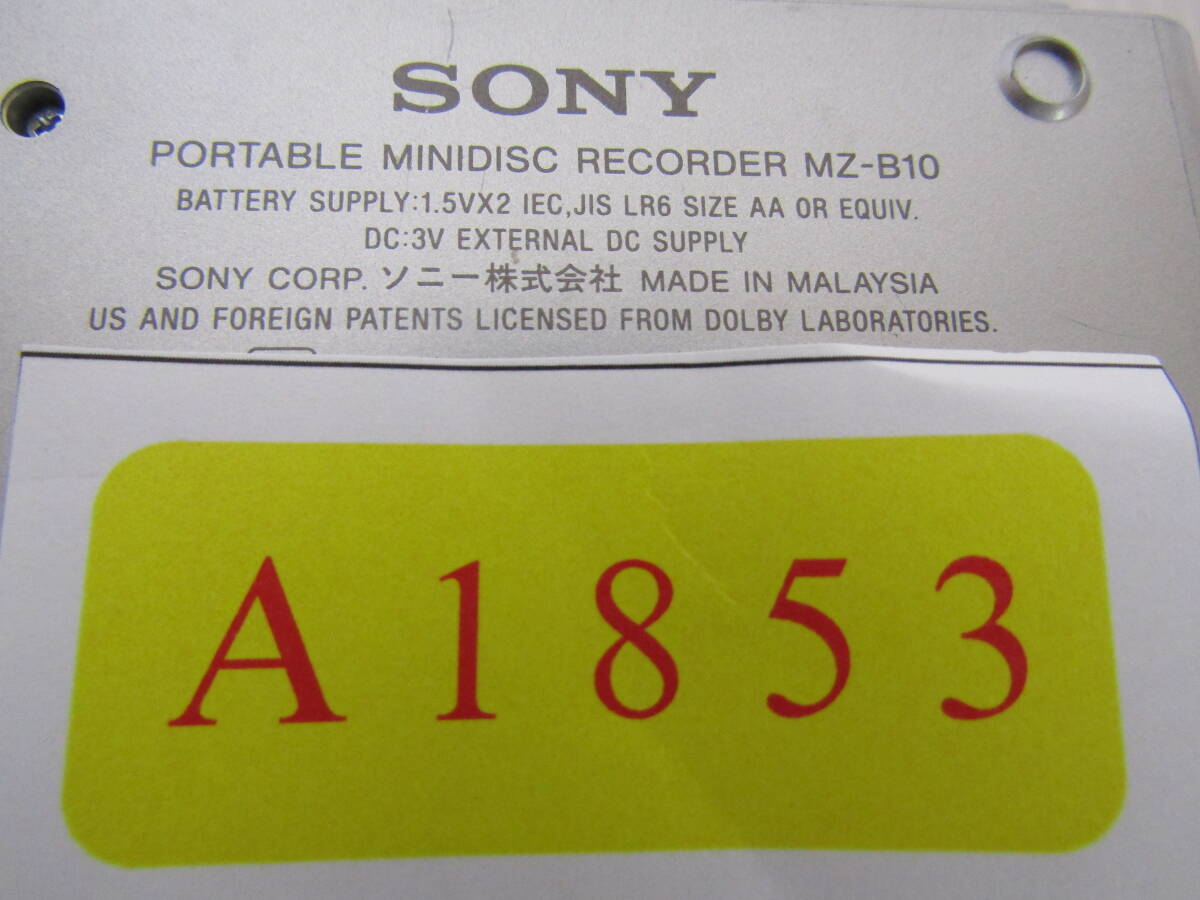 SONY
PORTABLE MINIDISC RECORDER MZ-B10
BATTERY SUPPLY:1.5VX2 IEC,JIS LR6 SIZE AA OR EQUIV.
DC:3V EXTERNAL DC SUPPLY
SONY CORP. ソニー株式会社 MADE IN MALAYSIA
US AND FOREIGN PATENTS LICENSED FROM DOLBY LABORATORIES.
A1853